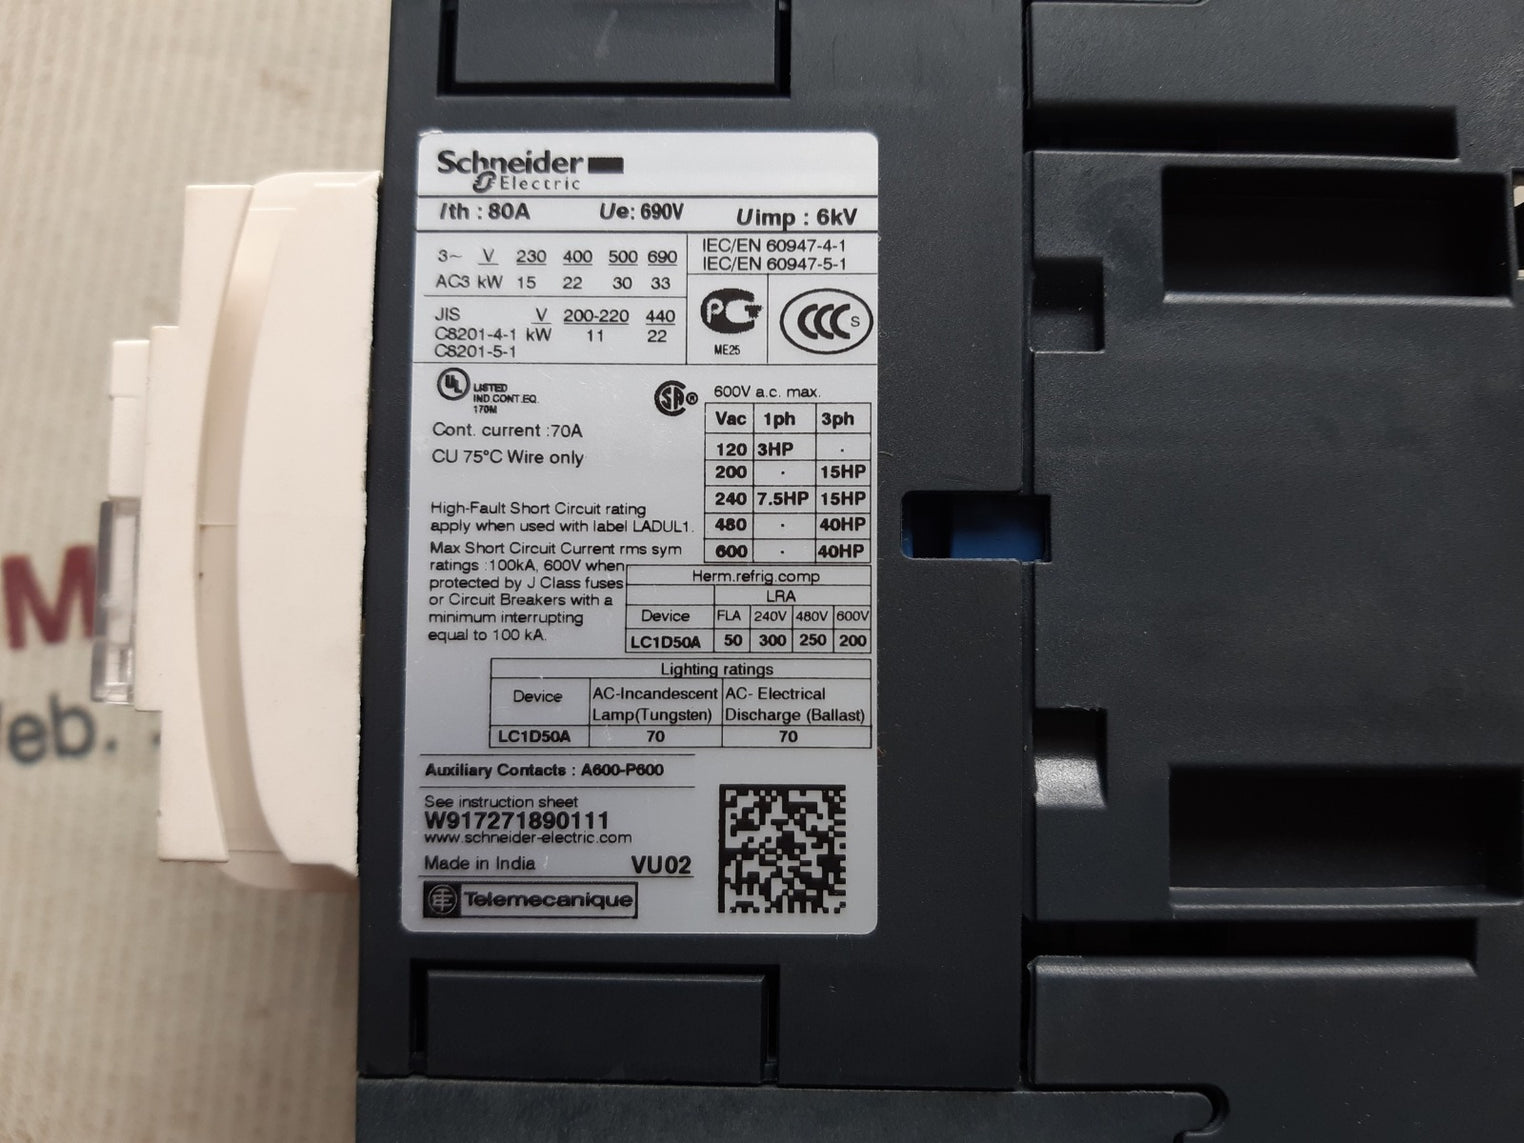 Schneider
Electric
Ith : 80A Ue: 690V Uimp : 6kV
3~ V 230 400 500 690
AC3 kW 15 22 30 33
IEC/EN 60947-4-1
IEC/EN 60947-5-1
JIS V 200-220 440
C8201-4-1 kW 11 22
C8201-5-1
PG
ME25
CCC S
UL LISTED
IND.CONT.EQ.
170M
SA ®
Cont. current :70A
CU 75°C Wire only
600V a.c. max.
Vac 1ph 3ph
120 3HP .
200 . 15HP
240 7.5HP 15HP
480 . 40HP
600 . 40HP
High-Fault Short Circuit rating
apply when used with label LADUL1.
Max Short Circuit Current rms sym
ratings :100kA, 600V when
protected by J Class fuses
or Circuit Breakers with a
minimum interrupting
equal to 100 kA.
Herm.refrig.comp
LRA
Device FLA 240V 480V 600V
LC1D50A 50 300 250 200
Lighting ratings
Device AC-Incandescent Lamp(Tungsten) AC- Electrical Discharge (Ballast)
LC1D50A 70 70
Auxiliary Contacts : A600-P600
See instruction sheet
W917271890111
www.schneider-electric.com
Made in India VU02
Telemecanique
M
eb.